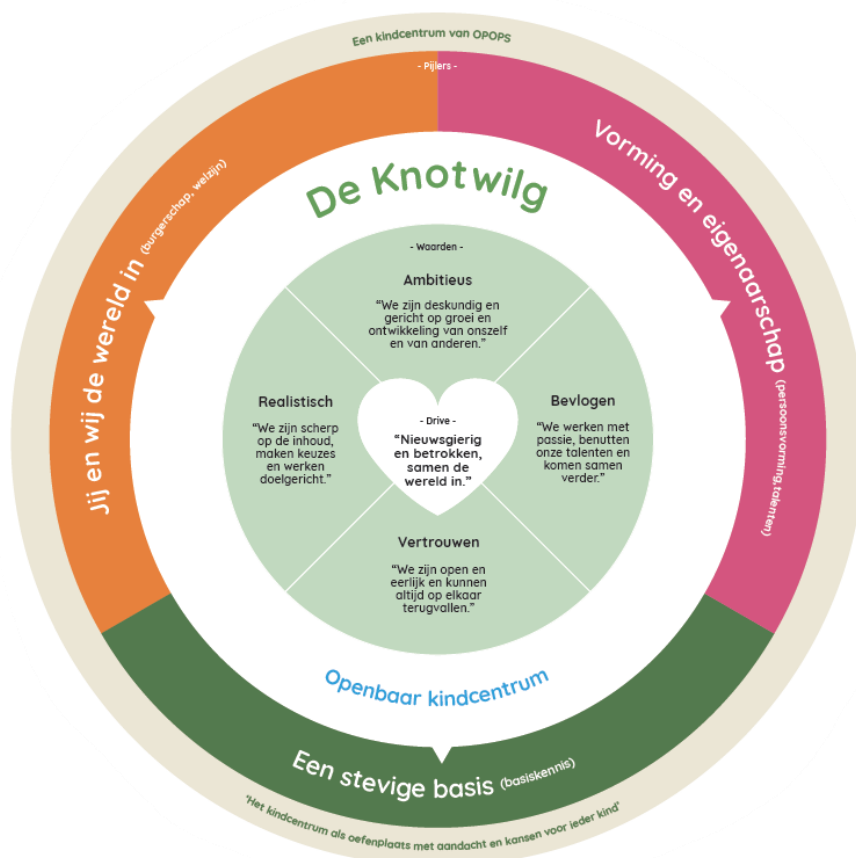 Een kindcentrum van OPOPS
- Pijlers -
Jij en wij de wereld in (burgerschap, welzijn)
Vorming en eigenaarschap (persoonsvorming,talenten)
De Knotwilg
- Waarden -
Ambitieus
“We zijn deskundig en
gericht op groei en
ontwikkeling van onszelf
en van anderen.”
Realistisch
“We zijn scherp
op de inhoud,
maken keuzes
en werken
doelgericht.”
- Drive -
“Nieuwsgierig
en betrokken,
samen de
wereld in.”
Bevlogen
“We werken met
passie, benutten
onze talenten en
komen samen
verder.”
Vertrouwen
“We zijn open en
eerlijk en kunnen
altijd op elkaar
terugvallen.”
Openbaar kindcentrum
Een stevige basis (basiskennis)
"Het kindcentrum als oefenplaats met aandacht en kansen voor ieder kind"